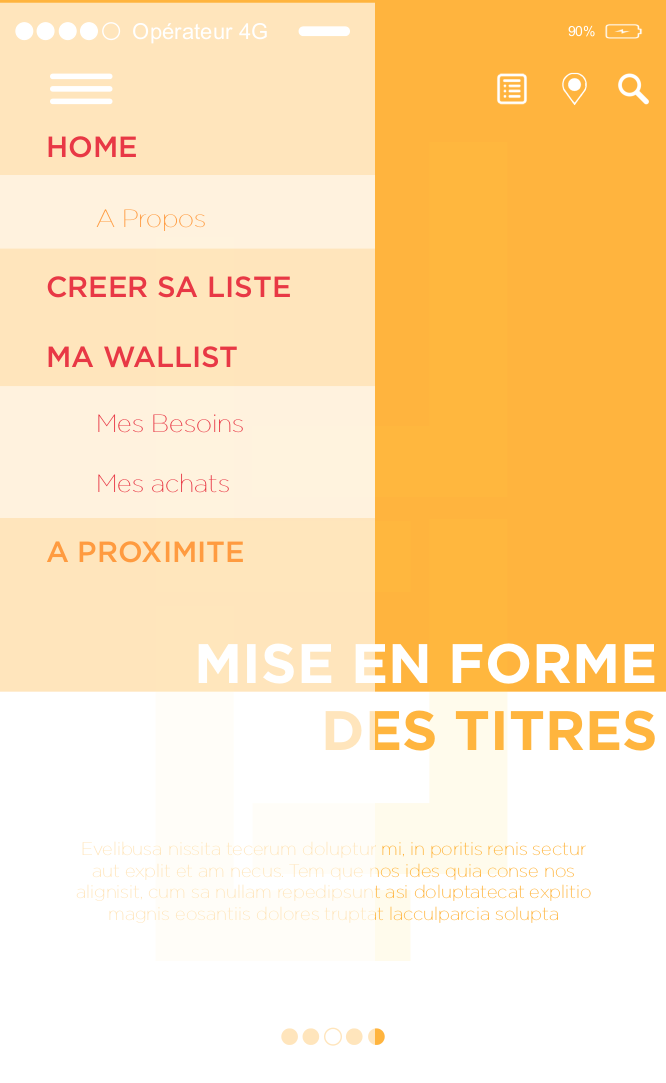 Opérateur 4G
90%
HOME
A Propos
CREER SA LISTE
MA WALLIST
Mes Besoins
Mes achats
A PROXIMITE
MISE EN FORME
DES TITRES
Evelibusa nissita tecerum doluptur mi, in poritis renis sectur
aut explit et am necus. Tem que nos ides quia conse nos
alignisit, cum sa nullam repedipsunt asi doluptatecat explitio
magnis eosantiis dolores truptat lacculparcia solupta